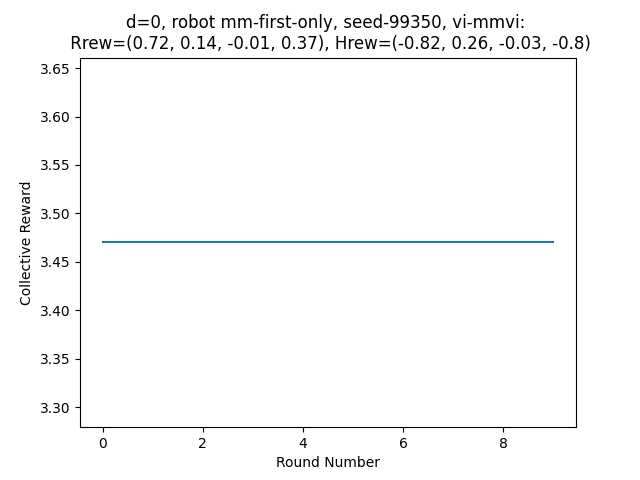 d=0, robot mm-first-only, seed-99350, vi-mmvi:
Rrew=(0.72, 0.14, -0.01, 0.37), Hrew=(-0.82, 0.26, -0.03, -0.8)
3.65
3.60
3.55
3.50
3.45
3.40
3.35
3.30
Collective Reward
0 2 4 6 8
Round Number